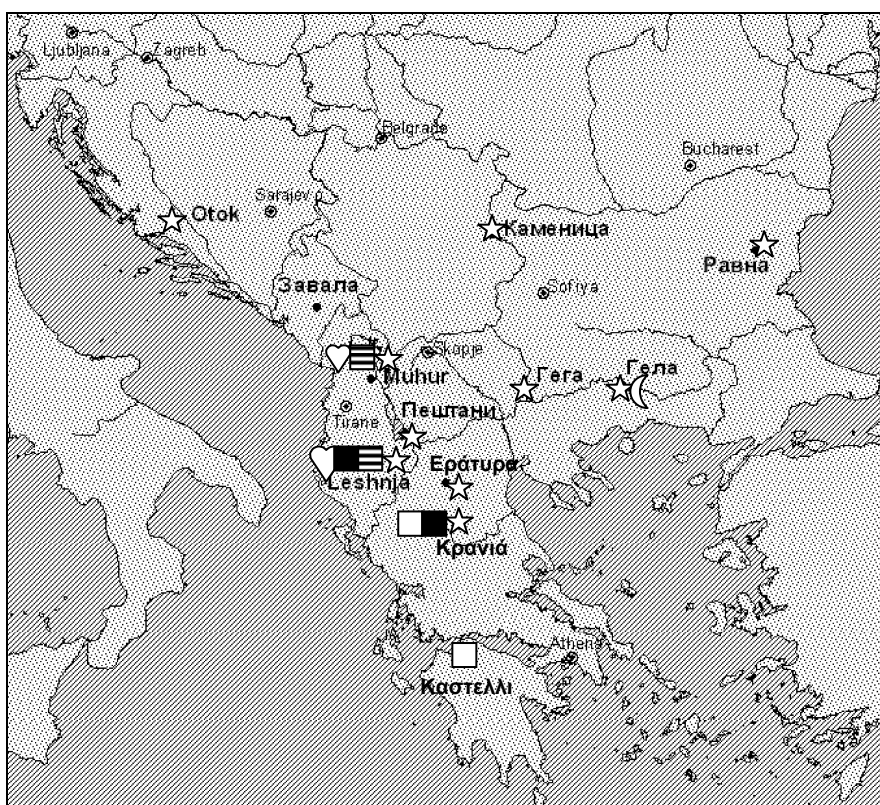 Ljubljana
Zagreb
Belgrade
Bucharest
Sarajevo
Otok
Каменица
Равна
Завала
Sofiya
Skopje
Muhur
Гега
Гела
Tirane
Пештани
Leshnja
Εράτυρα
Κρανιά
Athens
Καστελλι